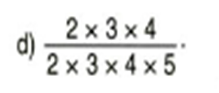 d) 2 × 3 × 4
2 × 3 × 4 × 5 .